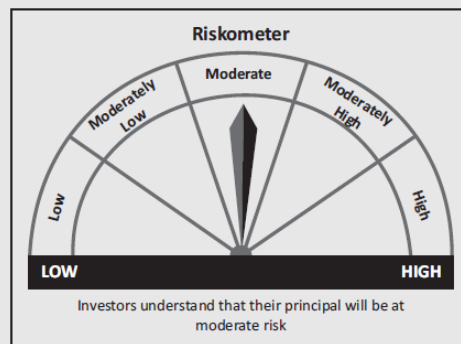 Riskometer
Moderate
Moderately
Low
Moderately
High
Low
High
LOW
HIGH
Investors understand that their principal will be at
moderate risk